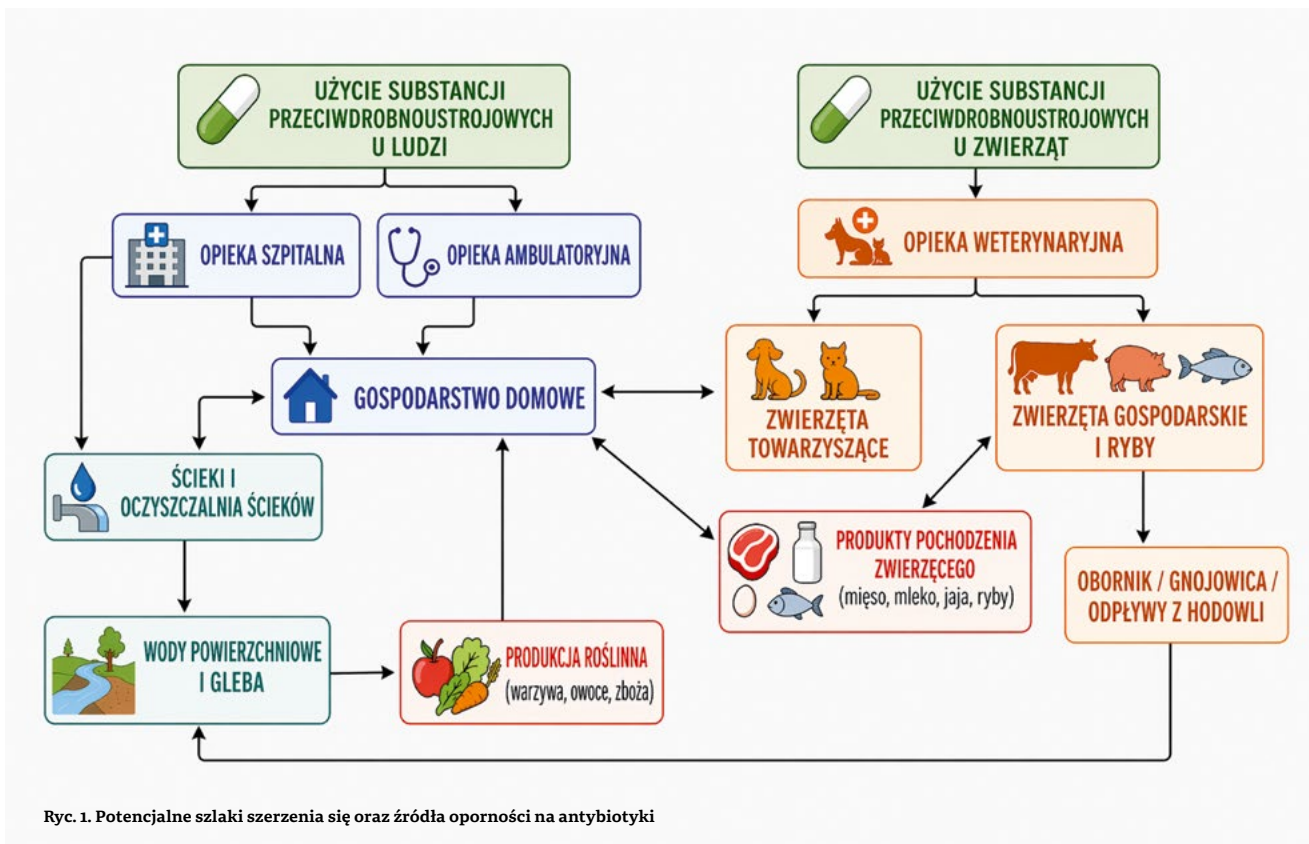 UŻYCIE SUBSTANCJI
PRZECIWDROBNOUSTROJOWYCH
U LUDZI
UŻYCIE SUBSTANCJI
PRZECIWDROBNOUSTROJOWYCH
U ZWIERZĄT
OPIEKA SZPITALNA
OPIEKA AMBULATORYJNA
OPIEKA WETERYNARYJNA
GOSPODARSTWO DOMOWE
ZWIERZĘTA
TOWARZYSZĄCE
ZWIERZĘTA GOSPODARSKIE
I RYBY
ŚCIEKI I
OCZYSZCZALNIA ŚCIEKÓW
PRODUKTY POCHODZENIA
ZWIERZĘCEGO
(mięso, mleko, jaja, ryby)
OBORNIK / GNOJOWICA /
ODPŁYWY Z HODOWLI
WODY POWIERZCHNIOWE
I GLEBA
PRODUKCJA ROŚLINNA
(warzywa, owoce, zboża)
Ryc. 1. Potencjalne szlaki szerzenia się oraz źródła oporności na antybiotyki